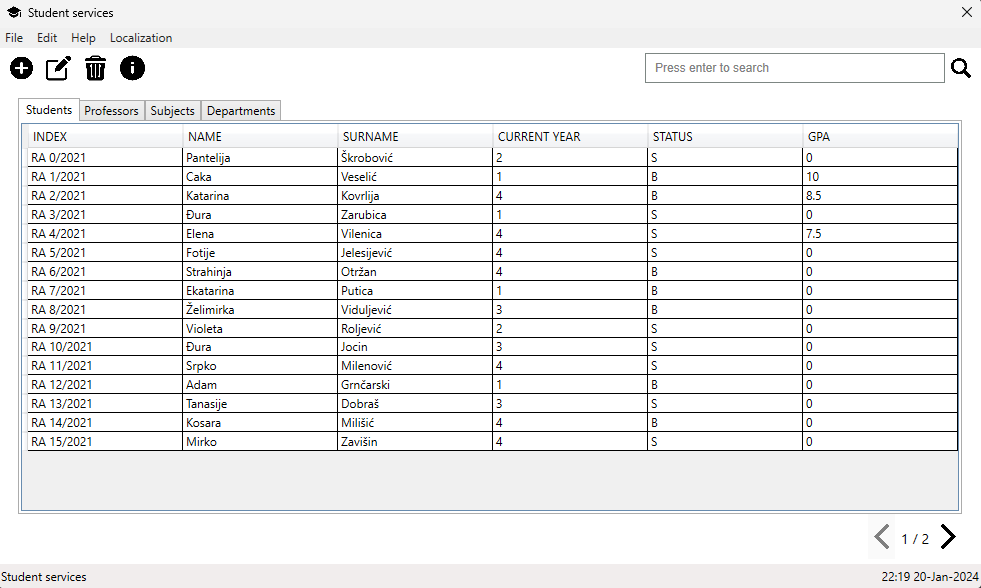 Student services
File Edit Help Localization
Press enter to search
Students Professors Subjects Departments
INDEX NAME SURNAME CURRENT YEAR STATUS GPA
RA 0/2021 Pantelija Škrobović 2 S 0
RA 1/2021 Caka Veselić 1 B 10
RA 2/2021 Katarina Kovrlija 4 B 8.5
RA 3/2021 Đura Zarubica 1 S 0
RA 4/2021 Elena Vilenica 4 S 7.5
RA 5/2021 Fotije Jelesijević 4 S 0
RA 6/2021 Strahinja Otržan 4 B 0
RA 7/2021 Ekatarina Putica 1 B 0
RA 8/2021 Želimirka Viduljević 3 B 0
RA 9/2021 Violeta Roljević 2 S 0
RA 10/2021 Đura Jocin 3 S 0
RA 11/2021 Srpko Milenović 4 S 0
RA 12/2021 Adam Grnčarski 1 B 0
RA 13/2021 Tanasije Dobraš 3 S 0
RA 14/2021 Kosara Milišić 4 B 0
RA 15/2021 Mirko Zavišin 4 S 0
1 / 2
Student services 22:19 20-Jan-2024